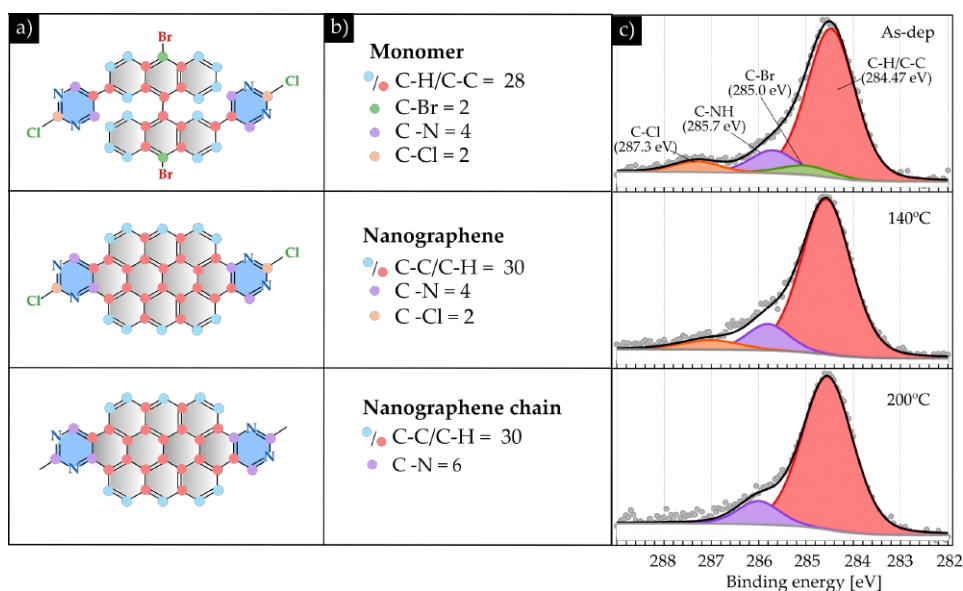 a)
Br
N
N
Cl
N
N
Cl
Br
N
N
Cl
N
N
Cl
N
N
N
N
b)
Monomer
/ C-H/C-C = 28
C-Br = 2
C -N = 4
C-Cl = 2
Nanographene
/ C-C/C-H = 30
C -N = 4
C -Cl = 2
Nanographene chain
/ C-C/C-H = 30
C -N = 6
c)
As-dep
C-H/C-C
(284.47 eV)
C-Br
(285.0 eV)
C-NH
(285.7 eV)
C-Cl
(287.3 eV)
140ºC
200ºC
288 287 286 285 284 283 282
Binding energy [eV]